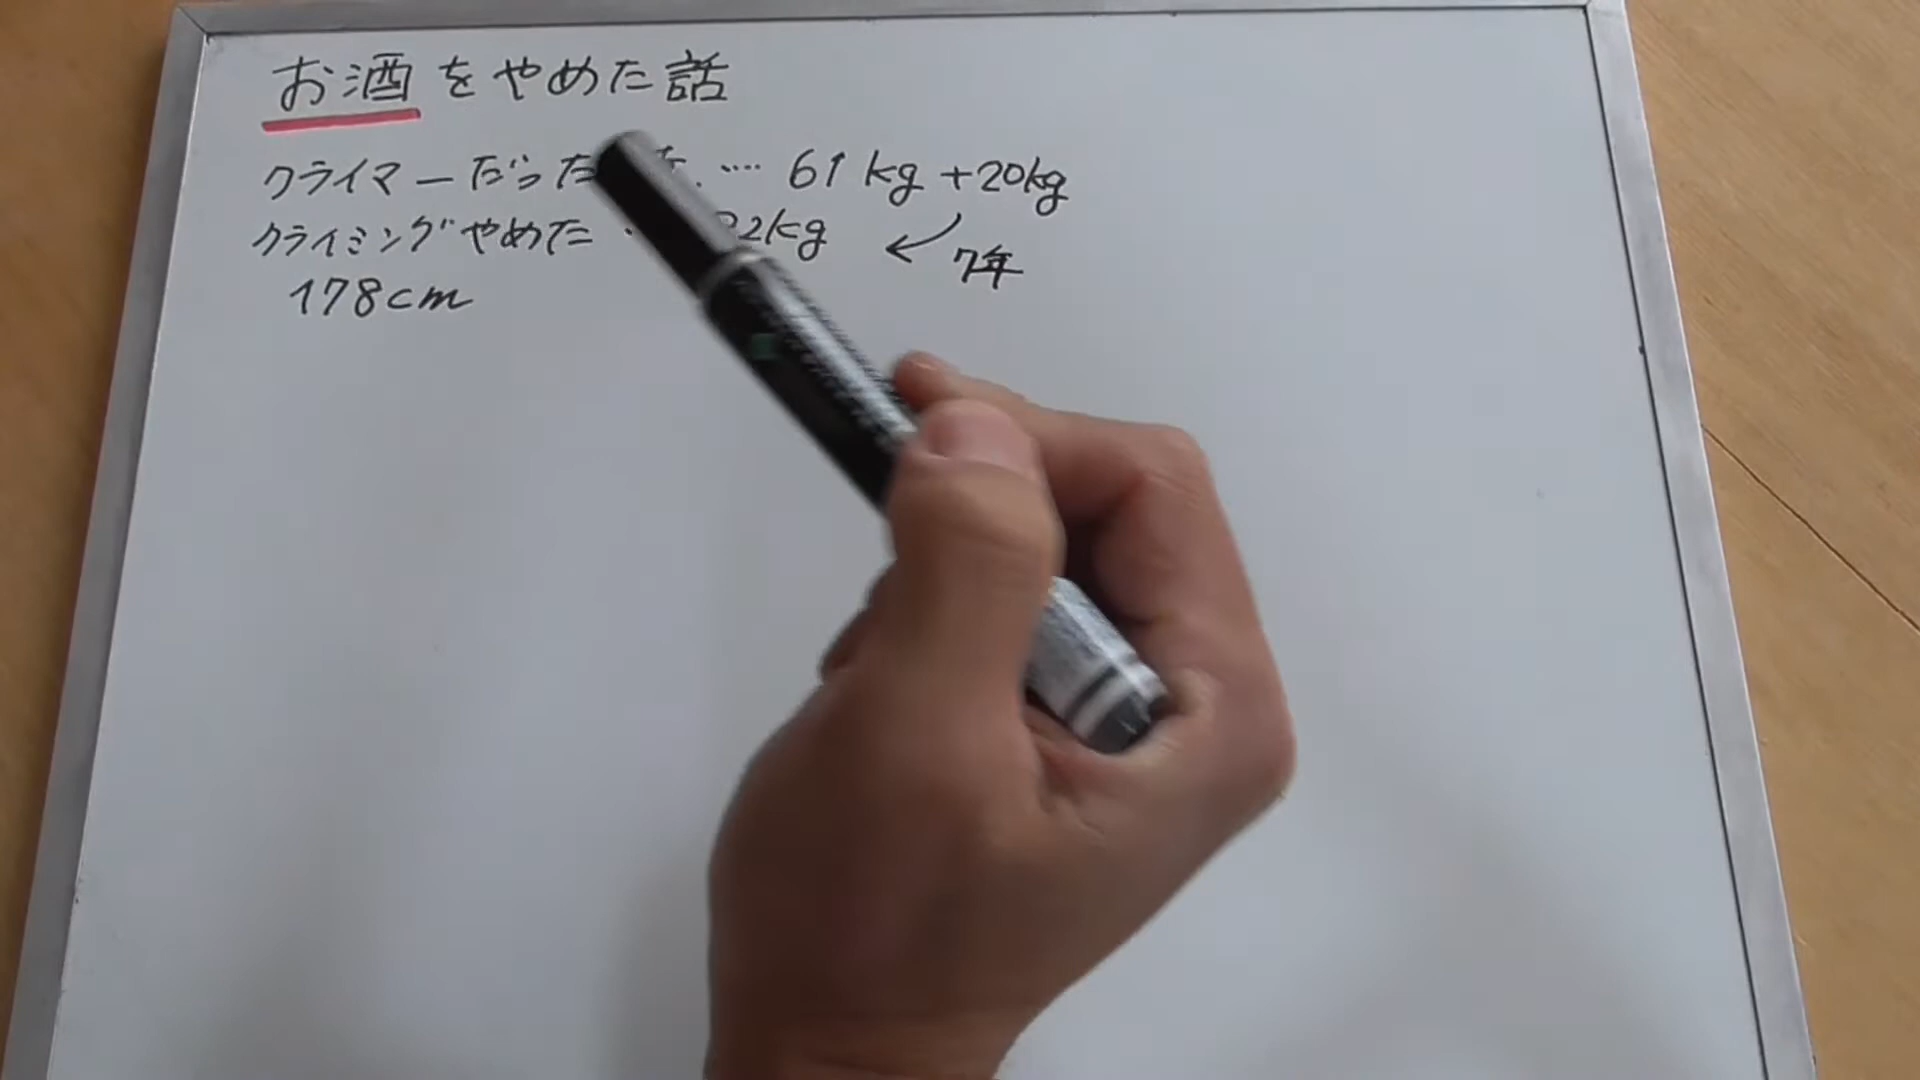 お酒をやめた話
クライマーだった … 61 kg +20kg
クライミングやめた 2kg
7年
178cm